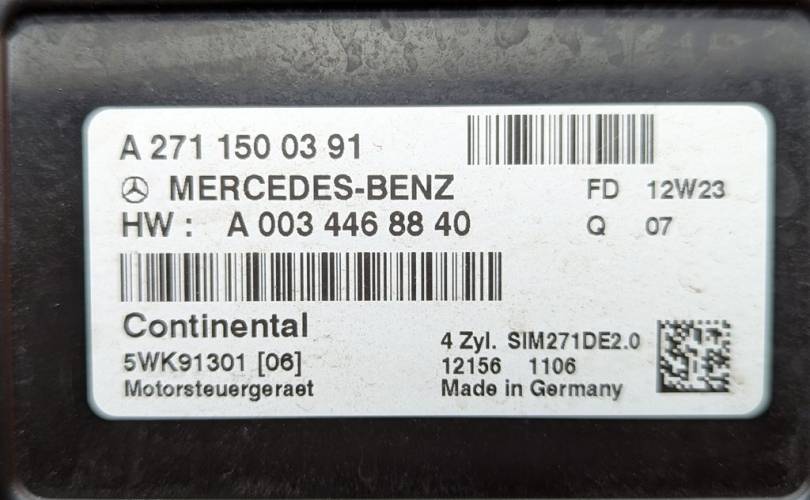 A 271 150 03 91
MERCEDES-BENZ FD 12W23
HW : A 003 446 88 40 Q 07
Continental
4 Zyl. SIM271DE2.0
5WK91301 [06] 12156 1106
Motorsteuergeraet Made in Germany